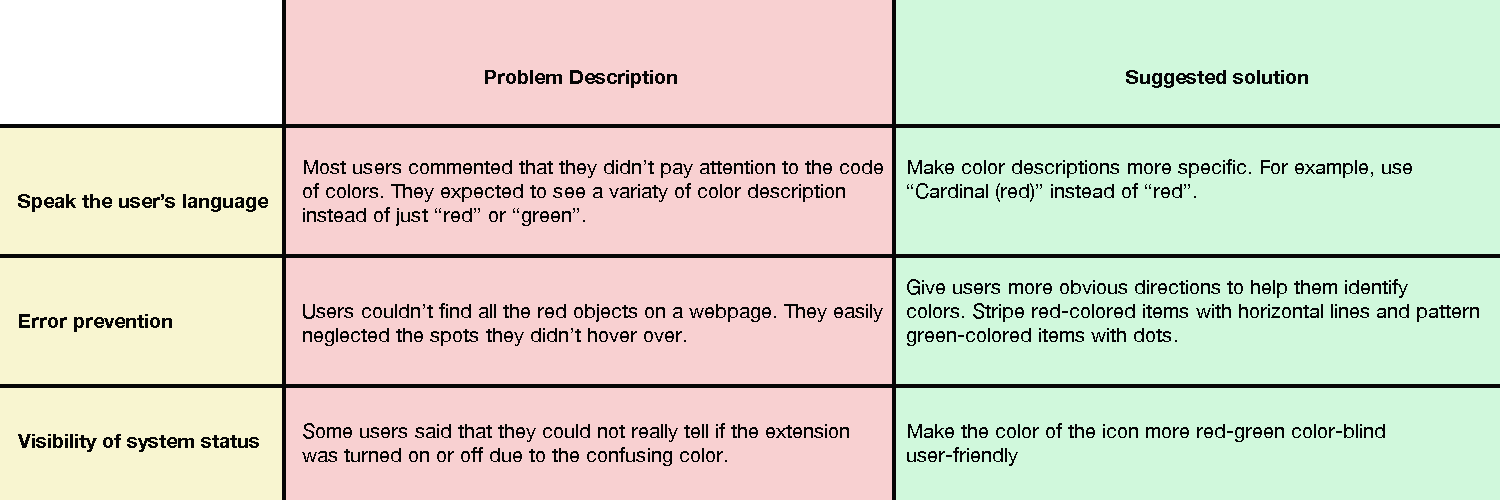 Problem Description
Suggested solution
Speak the user's language
Most users commented that they didn't pay attention to the code
of colors. They expected to see a variaty of color description
instead of just “red” or “green”.
Make color descriptions more specific. For example, use
“Cardinal (red)” instead of “red”.
Error prevention
Users couldn't find all the red objects on a webpage. They easily
neglected the spots they didn't hover over.
Give users more obvious directions to help them identify
colors. Stripe red-colored items with horizontal lines and pattern
green-colored items with dots.
Visibility of system status
Some users said that they could not really tell if the extension
was turned on or off due to the confusing color.
Make the color of the icon more red-green color-blind
user-friendly